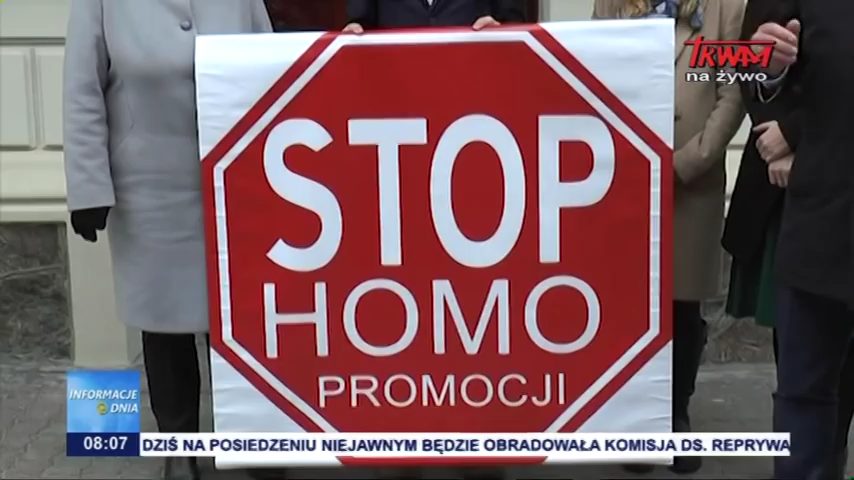 TRWAM
na żywo
STOP
HOMO
PROMOCJI
INFORMACJE
DNIA
08:07 DZIŚ NA POSIEDZENIU NIEJAWNYM BĘDZIE OBRADOWAŁA KOMISJA DS. REPRYWA